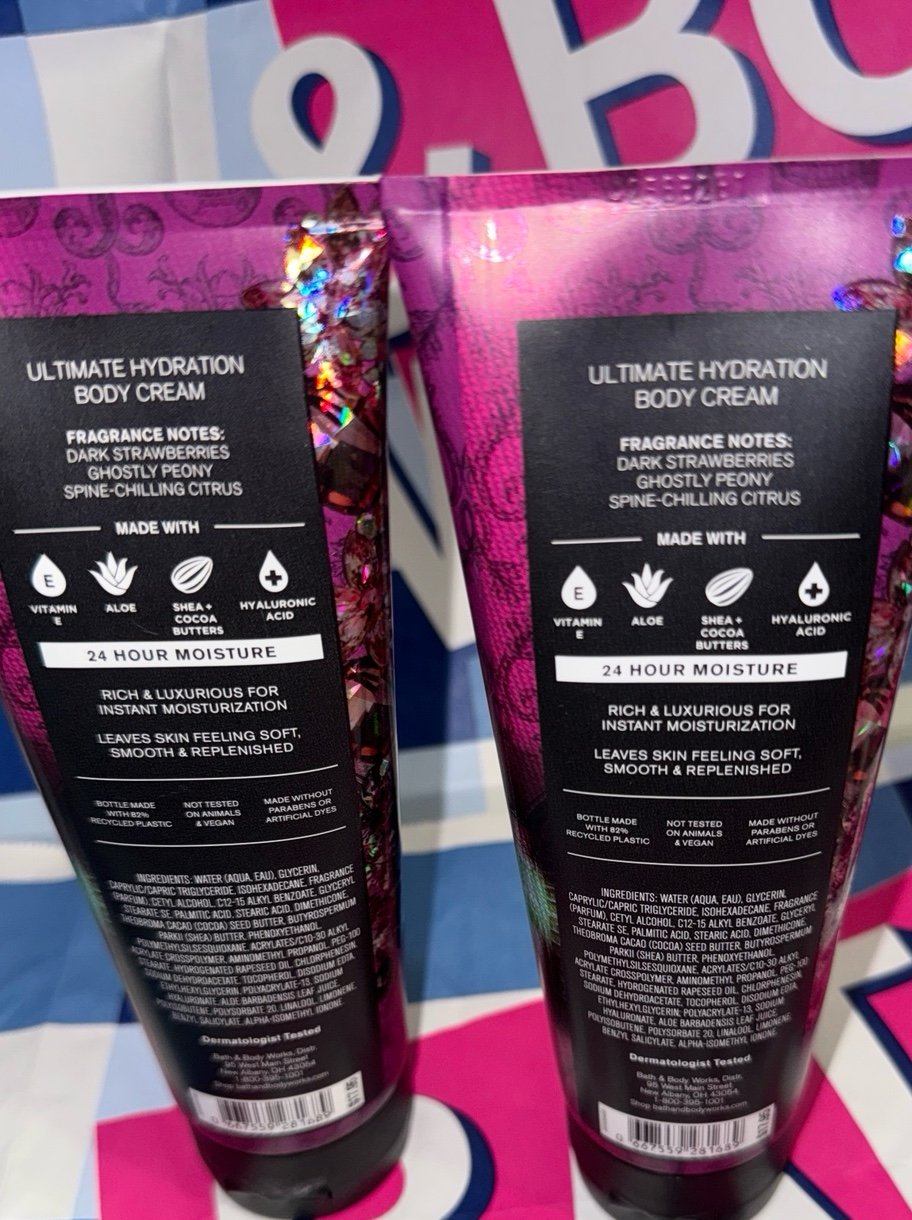 & BO
ULTIMATE HYDRATION
BODY CREAM
FRAGRANCE NOTES:
DARK STRAWBERRIES
GHOSTLY PEONY
SPINE-CHILLING CITRUS
MADE WITH
E
VITAMIN
E
ALOE
SHEA +
COCOA
BUTTERS
HYALURONIC
ACID
24 HOUR MOISTURE
RICH & LUXURIOUS FOR
INSTANT MOISTURIZATION
LEAVES SKIN FEELING SOFT,
SMOOTH & REPLENISHED
BOTTLE MADE
WITH 82%
RECYCLED PLASTIC
NOT TESTED
ON ANIMALS
& VEGAN
MADE WITHOUT
PARABENS OR
ARTIFICIAL DYES
INGREDIENTS: WATER (AQUA, EAU), GLYCERIN,
CAPRYLIC/CAPRIC TRIGLYCERIDE, ISOHEXADECANE, FRAGRANCE
(PARFUM), CETYL ALCOHOL, C12-15 ALKYL BENZOATE, GLYCERYL
STEARATE SE, PALMITIC ACID, STEARIC ACID, DIMETHICONE,
THEOBROMA CACAO (COCOA) SEED BUTTER, BUTYROSPERMUM
PARKII (SHEA) BUTTER, PHENOXYETHANOL,
POLYMETHYLSILSESQUIOXANE, ACRYLATES/C10-30 ALKYL
ACRYLATE CROSSPOLYMER, AMINOMETHYL PROPANOL, PEG-100
STEARATE, HYDROGENATED RAPESEED OIL, CHLORPHENESIN,
SODIUM DEHYDROACETATE, TOCOPHEROL, DISODIUM EDTA,
ETHYLHEXYLGLYCERIN, POLYACRYLATE-13, SODIUM
HYALURONATE, ALOE BARBADENSIS LEAF JUICE,
POLYISOBUTENE, POLYSORBATE 20, LINALOOL, LIMONENE,
BENZYL SALICYLATE, ALPHA-ISOMETHYL IONONE
Dermatologist Tested
Bath & Body Works, Distr.
95 West Main Street
New Albany, OH 43054
1-800-395-1001
Shop bathandbodyworks.com
0 667559 281689
ULTIMATE HYDRATION
BODY CREAM
FRAGRANCE NOTES:
DARK STRAWBERRIES
GHOSTLY PEONY
SPINE-CHILLING CITRUS
MADE WITH
E
VITAMIN
E
ALOE
SHEA +
COCOA
BUTTERS
HYALURONIC
ACID
24 HOUR MOISTURE
RICH & LUXURIOUS FOR
INSTANT MOISTURIZATION
LEAVES SKIN FEELING SOFT,
SMOOTH & REPLENISHED
BOTTLE MADE
WITH 82%
RECYCLED PLASTIC
NOT TESTED
ON ANIMALS
& VEGAN
MADE WITHOUT
PARABENS OR
ARTIFICIAL DYES
INGREDIENTS: WATER (AQUA, EAU), GLYCERIN,
CAPRYLIC/CAPRIC TRIGLYCERIDE, ISOHEXADECANE, FRAGRANCE
(PARFUM), CETYL ALCOHOL, C12-15 ALKYL BENZOATE, GLYCERYL
STEARATE SE, PALMITIC ACID, STEARIC ACID, DIMETHICONE,
THEOBROMA CACAO (COCOA) SEED BUTTER, BUTYROSPERMUM
PARKII (SHEA) BUTTER, PHENOXYETHANOL,
POLYMETHYLSILSESQUIOXANE, ACRYLATES/C10-30 ALKYL
ACRYLATE CROSSPOLYMER, AMINOMETHYL PROPANOL, PEG-100
STEARATE, HYDROGENATED RAPESEED OIL, CHLORPHENESIN,
SODIUM DEHYDROACETATE, TOCOPHEROL, DISODIUM EDTA,
ETHYLHEXYLGLYCERIN, POLYACRYLATE-13, SODIUM
HYALURONATE, ALOE BARBADENSIS LEAF JUICE,
POLYISOBUTENE, POLYSORBATE 20, LINALOOL, LIMONENE,
BENZYL SALICYLATE, ALPHA-ISOMETHYL IONONE
Dermatologist Tested
Bath & Body Works, Distr.
95 West Main Street
New Albany, OH 43054
1-800-395-1001
Shop bathandbodyworks.com
0 667559 281689